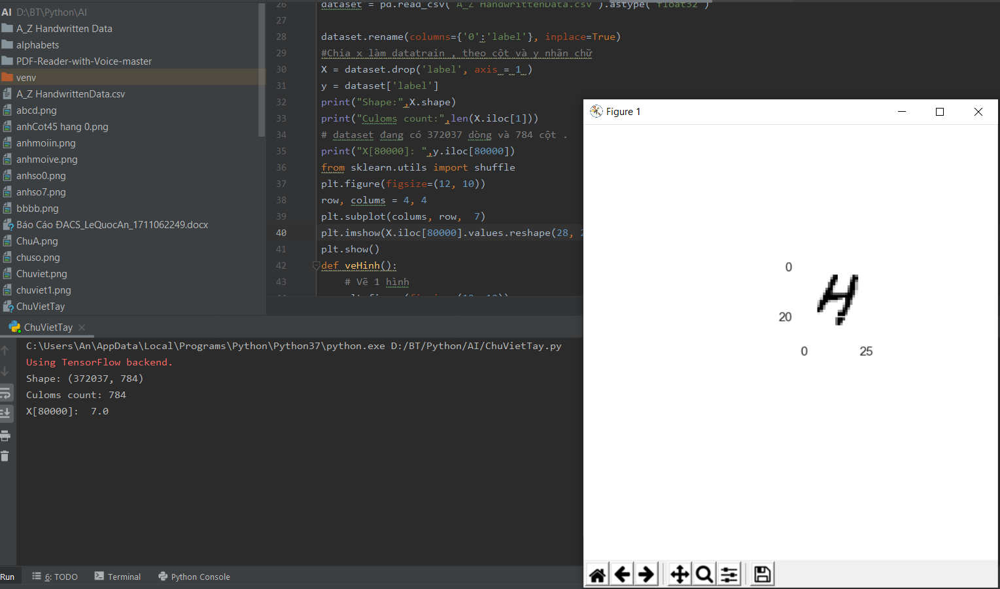 AI D:\BT\Python\AI
A_Z Handwritten Data
alphabets
PDF-Reader-with-Voice-master
venv
A_Z HandwrittenData.csv
abcd.png
anhCot45 hang 0.png
anhmoiin.png
anhmoive.png
anhso0.png
anhso7.png
bbbb.png
Báo Cáo ĐACS_LeQuocAn_1711062249.docx
ChuA.png
chuso.png
Chuviet.png
chuviet1.png
ChuVietTay
26 dataset = pd.read_csv("A_Z HandwrittenData.csv").astype("float32")
27
28 dataset.rename(columns={'0':'label'}, inplace=True)
29 #Chia x làm datatrain , theo cột và y nhãn chữ
30 X = dataset.drop('label', axis = 1 )
31 y = dataset['label']
32 print("Shape:",X.shape)
33 print("Culoms count:",len(X.iloc[1]))
34 # dataset đang có 372037 dòng và 784 cột .
35 print("X[80000]: ",y.iloc[80000])
36 from sklearn.utils import shuffle
37 plt.figure(figsize=(12, 10))
38 row, colums = 4, 4
39 plt.subplot(colums, row, 7)
40 plt.imshow(X.iloc[80000].values.reshape(28, 2
41 plt.show()
42 def veHinh():
43 # Vẽ 1 hình
ChuVietTay
C:\Users\An\AppData\Local\Programs\Python\Python37\python.exe D:/BT/Python/AI/ChuVietTay.py
Using TensorFlow backend.
Shape: (372037, 784)
Culoms count: 784
X[80000]:  7.0
Run
6: TODO
Terminal
Python Console
Figure 1
0
20
H
0 25